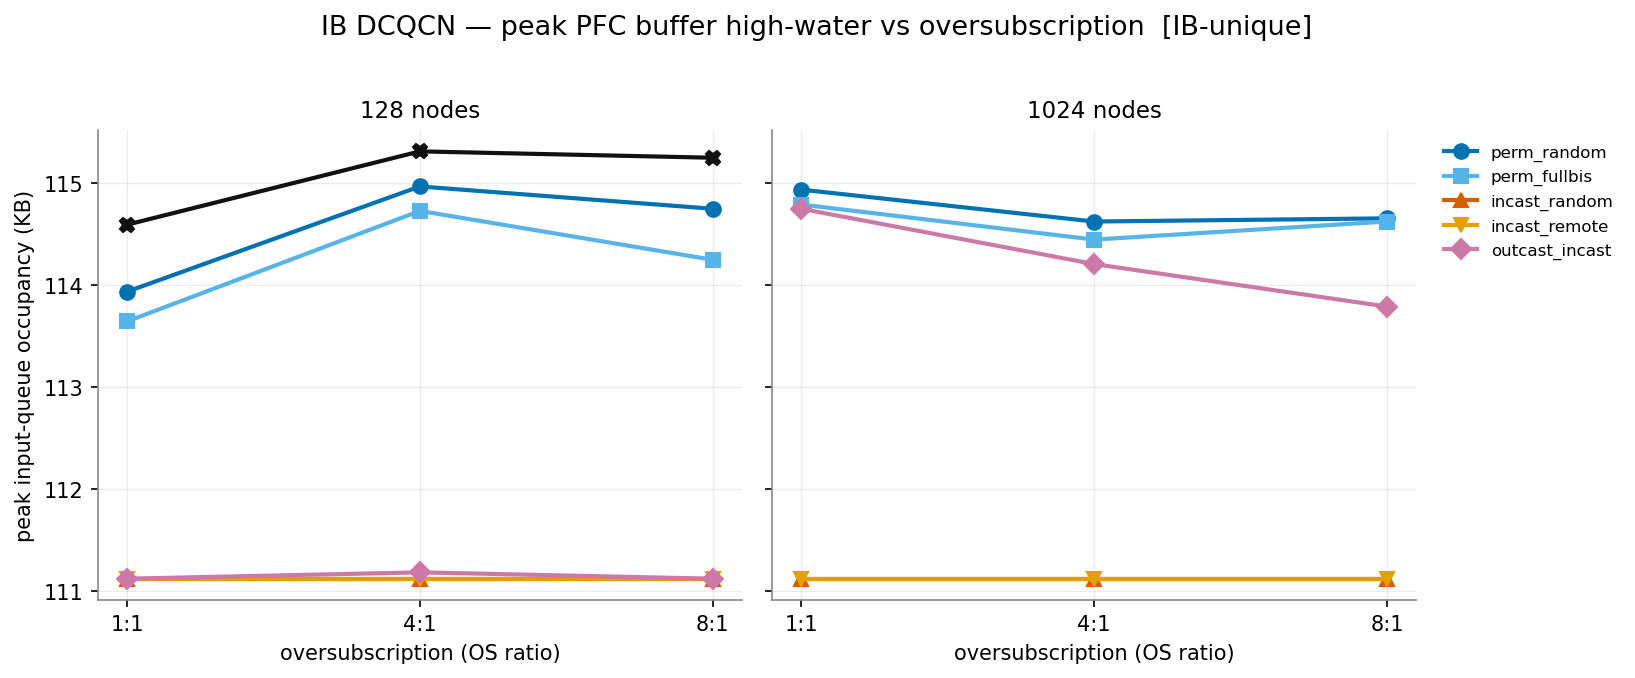 IB DCQCN — peak PFC buffer high-water vs oversubscription [IB-unique]
128 nodes
1024 nodes
peak input-queue occupancy (KB)
115
114
113
112
111
1:1
4:1
8:1
1:1
4:1
8:1
oversubscription (OS ratio)
oversubscription (OS ratio)
perm_random
perm_fullbis
incast_random
incast_remote
outcast_incast